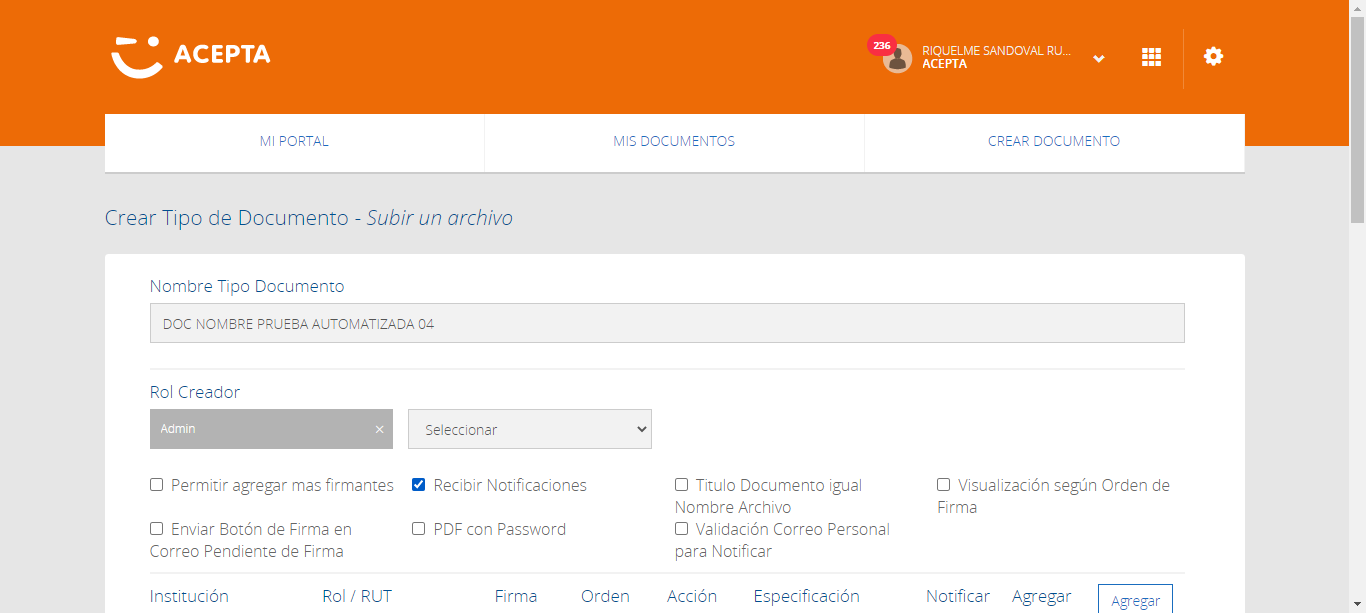 ACEPTA
236
RIQUELME SANDOVAL RU...
ACEPTA
MI PORTAL
MIS DOCUMENTOS
CREAR DOCUMENTO
Crear Tipo de Documento - Subir un archivo
Nombre Tipo Documento
DOC NOMBRE PRUEBA AUTOMATIZADA 04
Rol Creador
Admin ×
Seleccionar
Permitir agregar mas firmantes
Recibir Notificaciones
Titulo Documento igual
Nombre Archivo
Visualización según Orden de
Firma
Enviar Botón de Firma en
Correo Pendiente de Firma
PDF con Password
Validación Correo Personal
para Notificar
Institución Rol / RUT Firma Orden Acción Especificación Notificar Agregar Agregar